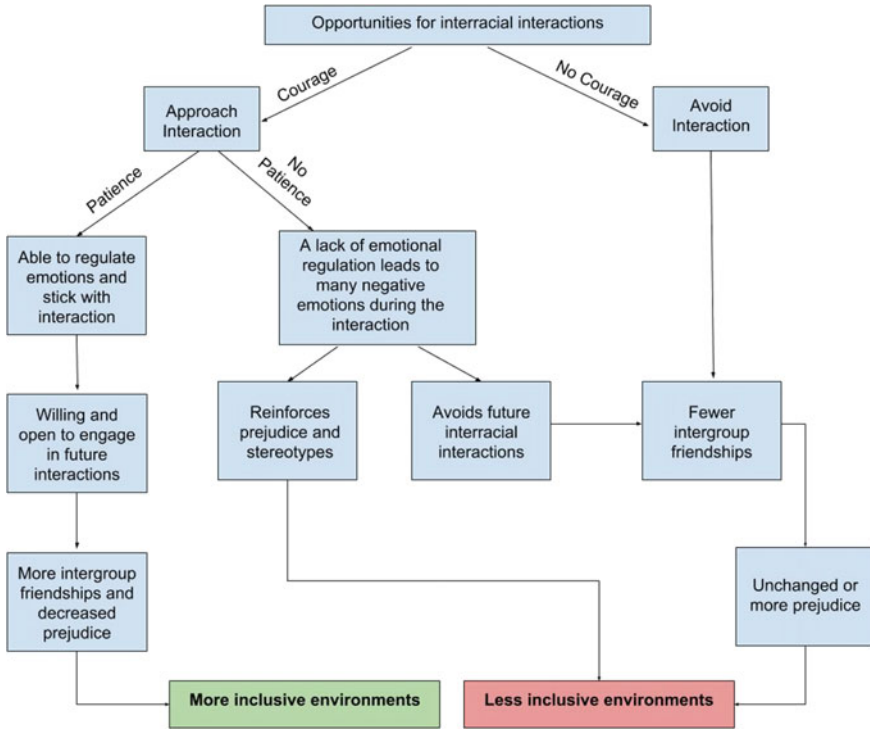 Opportunities for interracial interactions
Courage
No Courage
Approach
Interaction
Avoid
Interaction
Patience
No
Patience
Able to regulate
emotions and
stick with
interaction
A lack of emotional
regulation leads to
many negative
emotions during the
interaction
Willing and
open to engage
in future
interactions
Reinforces
prejudice and
stereotypes
Avoids future
interracial
interactions
Fewer
intergroup
friendships
More intergroup
friendships and
decreased
prejudice
Unchanged or
more prejudice
More inclusive environments
Less inclusive environments